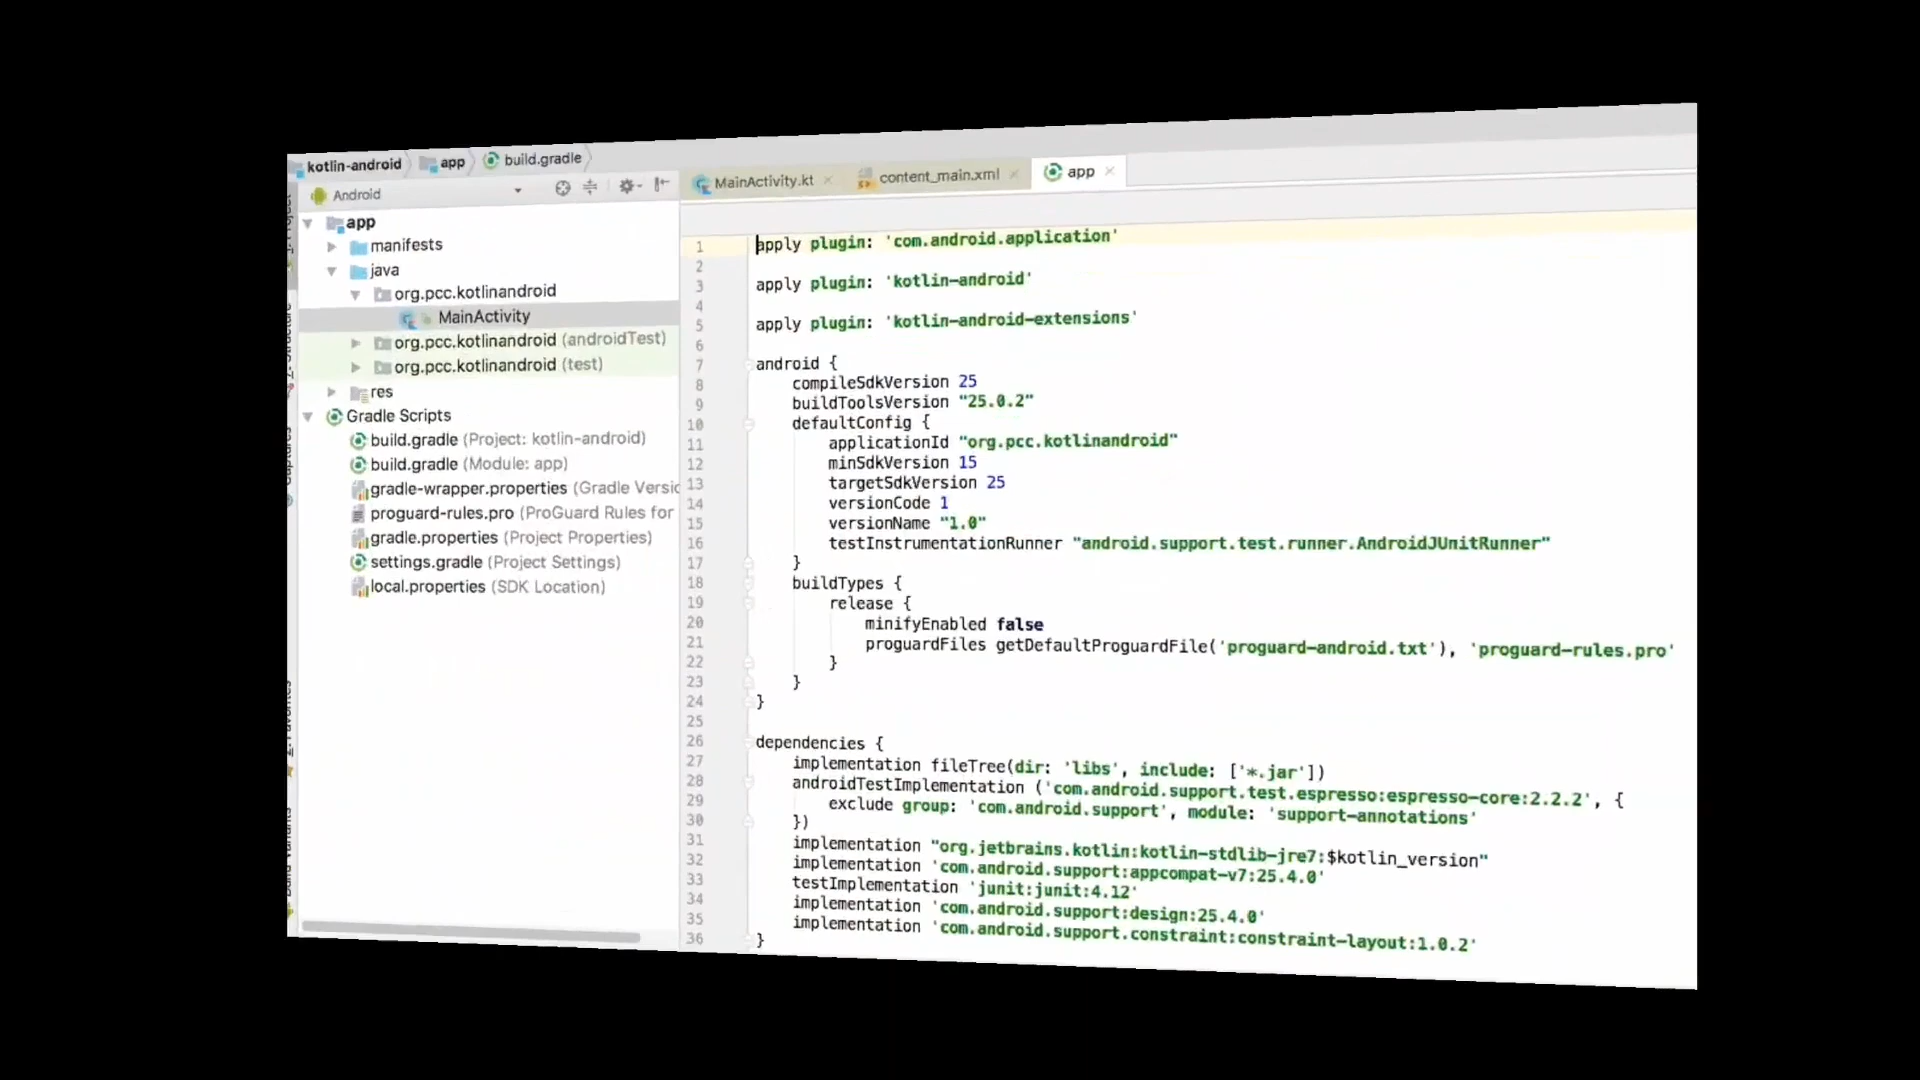 kotlin-android app build.gradle
Android
app
manifests
java
org.pcc.kotlinandroid
MainActivity
org.pcc.kotlinandroid (androidTest)
org.pcc.kotlinandroid (test)
res
Gradle Scripts
build.gradle (Project: kotlin-android)
build.gradle (Module: app)
gradle-wrapper.properties (Gradle Versio
proguard-rules.pro (ProGuard Rules for
gradle.properties (Project Properties)
settings.gradle (Project Settings)
local.properties (SDK Location)
MainActivity.kt content_main.xml app
1 apply plugin: 'com.android.application'
2
3 apply plugin: 'kotlin-android'
4
5 apply plugin: 'kotlin-android-extensions'
6
7 android {
8 compileSdkVersion 25
9 buildToolsVersion "25.0.2"
10 defaultConfig {
11 applicationId "org.pcc.kotlinandroid"
12 minSdkVersion 15
13 targetSdkVersion 25
14 versionCode 1
15 versionName "1.0"
16 testInstrumentationRunner "android.support.test.runner.AndroidJUnitRunner"
17 }
18 buildTypes {
19 release {
20 minifyEnabled false
21 proguardFiles getDefaultProguardFile('proguard-android.txt'), 'proguard-rules.pro'
22 }
23 }
24 }
25
26 dependencies {
27 implementation fileTree(dir: 'libs', include: ['*.jar'])
28 androidTestImplementation ('com.android.support.test.espresso:espresso-core:2.2.2', {
29 exclude group: 'com.android.support', module: 'support-annotations'
30 })
31 implementation "org.jetbrains.kotlin:kotlin-stdlib-jre7:$kotlin_version"
32 implementation 'com.android.support:appcompat-v7:25.4.0'
33 testImplementation 'junit:junit:4.12'
34 implementation 'com.android.support:design:25.4.0'
35 implementation 'com.android.support.constraint:constraint-layout:1.0.2'
36 }